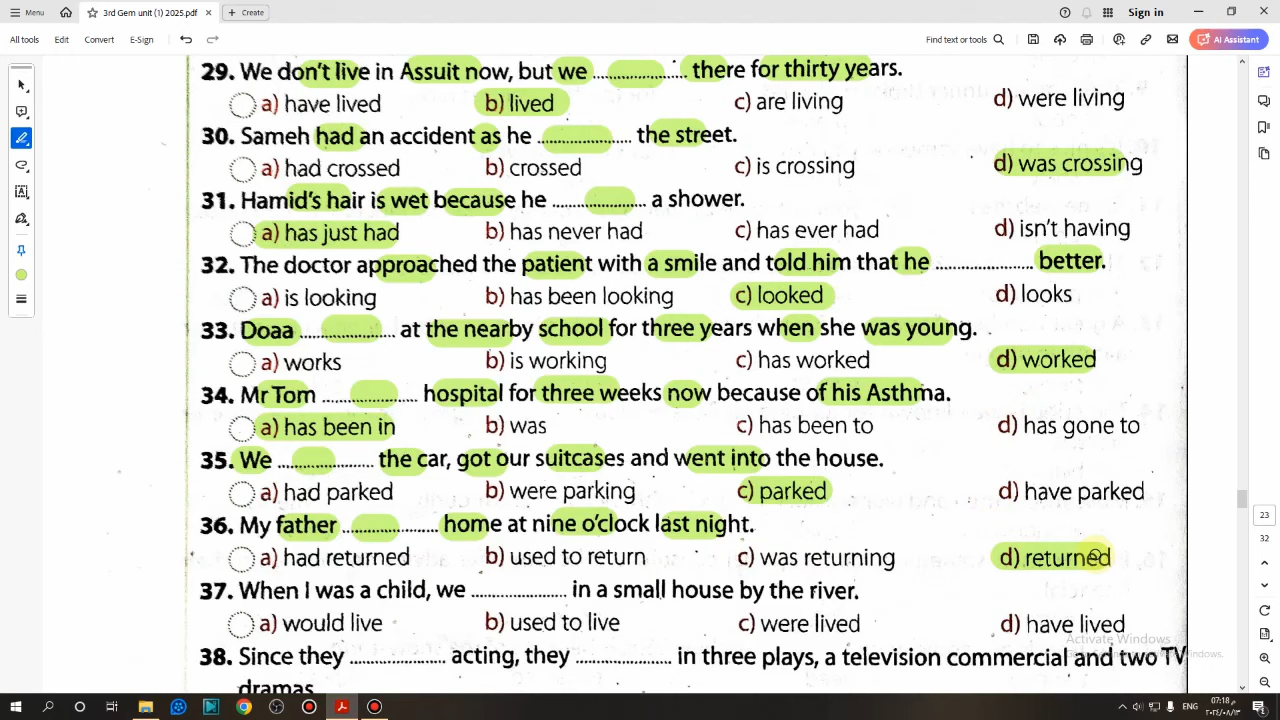 Menu
3rd Gem unit (1) 2025.pdf
Create
Sign in
All tools
Edit
Convert
E-Sign
Find text or tools
AI Assistant
29. We don't live in Assuit now, but we .................... there for thirty years.
a) have lived b) lived c) are living d) were living
30. Sameh had an accident as he .................... the street.
a) had crossed b) crossed c) is crossing d) was crossing
31. Hamid's hair is wet because he .................... a shower.
a) has just had b) has never had c) has ever had d) isn't having
32. The doctor approached the patient with a smile and told him that he .................... better.
a) is looking b) has been looking c) looked d) looks
33. Doaa .................... at the nearby school for three years when she was young.
a) works b) is working c) has worked d) worked
34. Mr Tom .................... hospital for three weeks now because of his Asthma.
a) has been in b) was c) has been to d) has gone to
35. We .................... the car, got our suitcases and went into the house.
a) had parked b) were parking c) parked d) have parked
36. My father .................... home at nine o'clock last night.
a) had returned b) used to return c) was returning d) returned
37. When I was a child, we .................... in a small house by the river.
a) would live b) used to live c) were lived d) have lived
38. Since they .................... acting, they .................... in three plays, a television commercial and two TV
dramas
23
32
Activate Windows
ENG
07:18